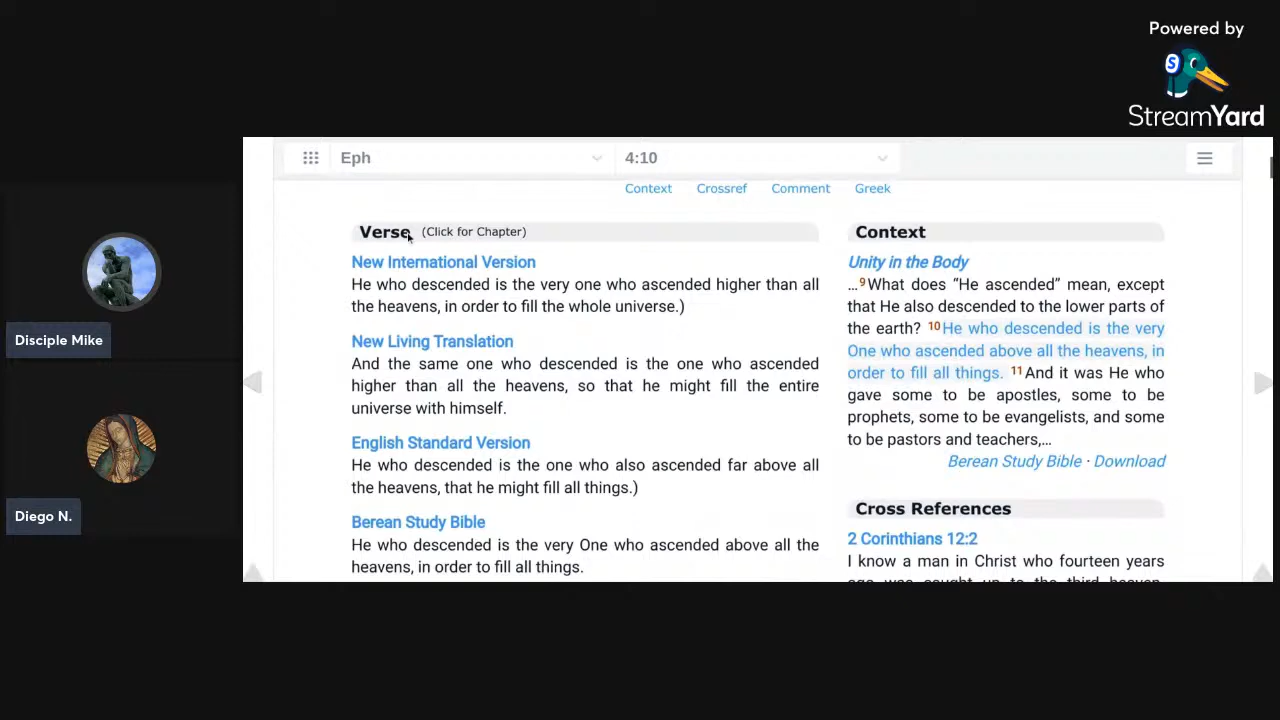 Powered by
S
StreamYard
Eph
4:10
Context Crossref Comment Greek
Verse (Click for Chapter)
New International Version
He who descended is the very one who ascended higher than all
the heavens, in order to fill the whole universe.)
New Living Translation
And the same one who descended is the one who ascended
higher than all the heavens, so that he might fill the entire
universe with himself.
English Standard Version
He who descended is the one who also ascended far above all
the heavens, that he might fill all things.)
Berean Study Bible
He who descended is the very One who ascended above all the
heavens, in order to fill all things.
Context
Unity in the Body
…9What does “He ascended” mean, except
that He also descended to the lower parts of
the earth? 10He who descended is the very
One who ascended above all the heavens, in
order to fill all things. 11And it was He who
gave some to be apostles, some to be
prophets, some to be evangelists, and some
to be pastors and teachers,…
Berean Study Bible · Download
Cross References
2 Corinthians 12:2
I know a man in Christ who fourteen years
ago was caught up to the third heaven
Disciple Mike
Diego N.